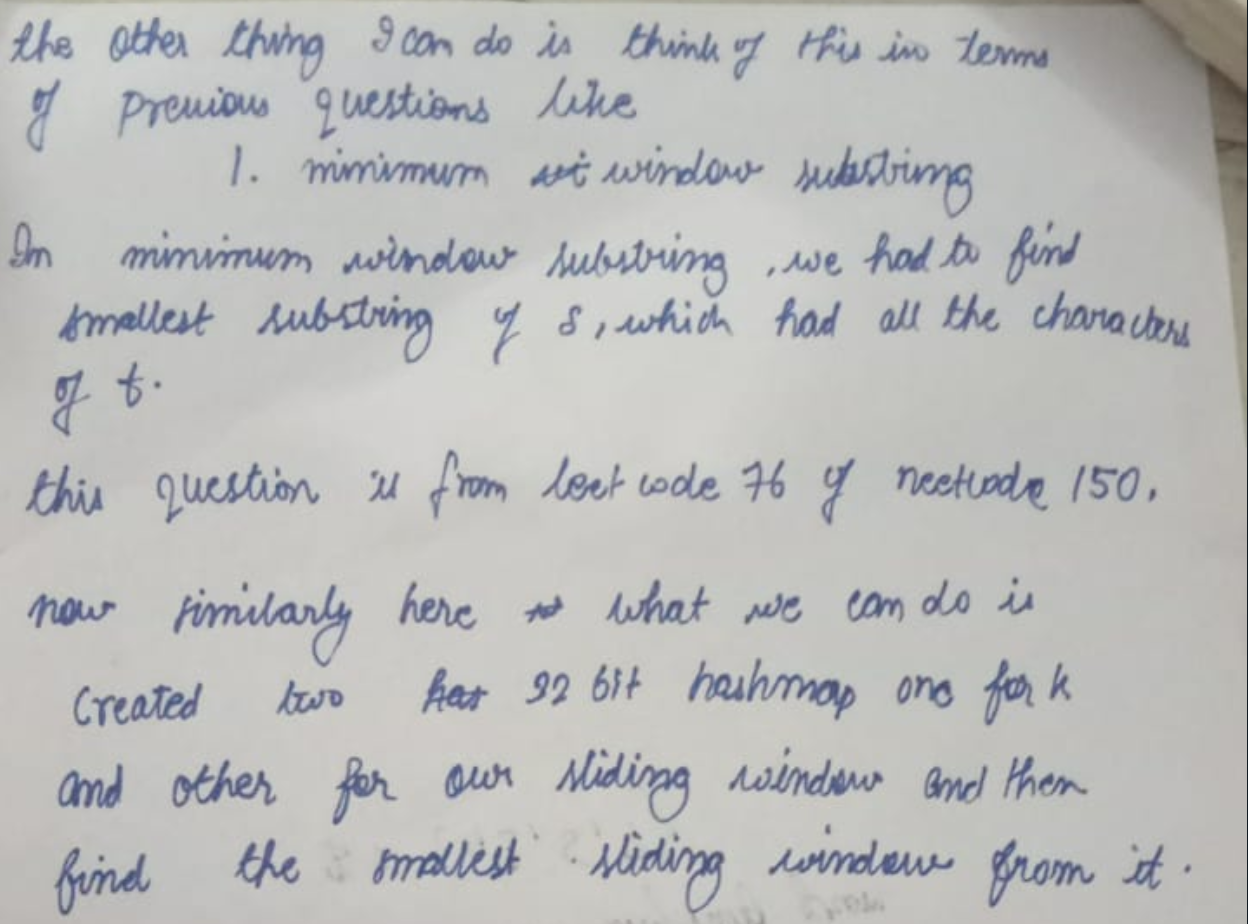 the other thing I can do is think of this in terms
of previous questions like
1. minimum window substring
In minimum window substring, we had to find
smallest substring of s, which had all the characters
of t.
this question is from leet code 76 of neetcode 150.
now similarly here what we can do is
Created two 32 bit hashmap one for k
and other for our sliding window and then
find the smallest sliding window from it.